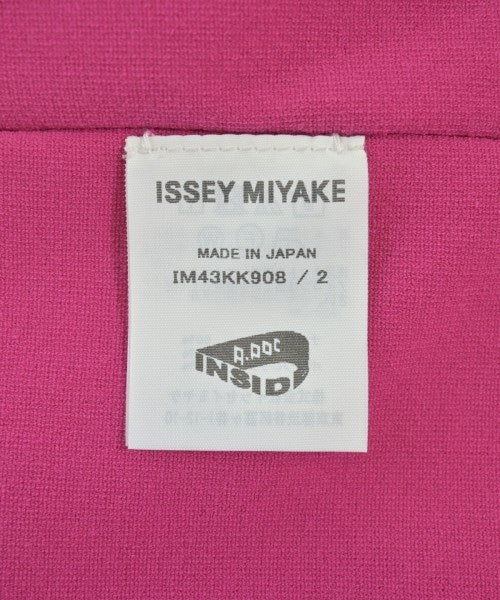 ISSEY MIYAKE
MADE IN JAPAN
IM43KK908 / 2
A.POC
INSIDE